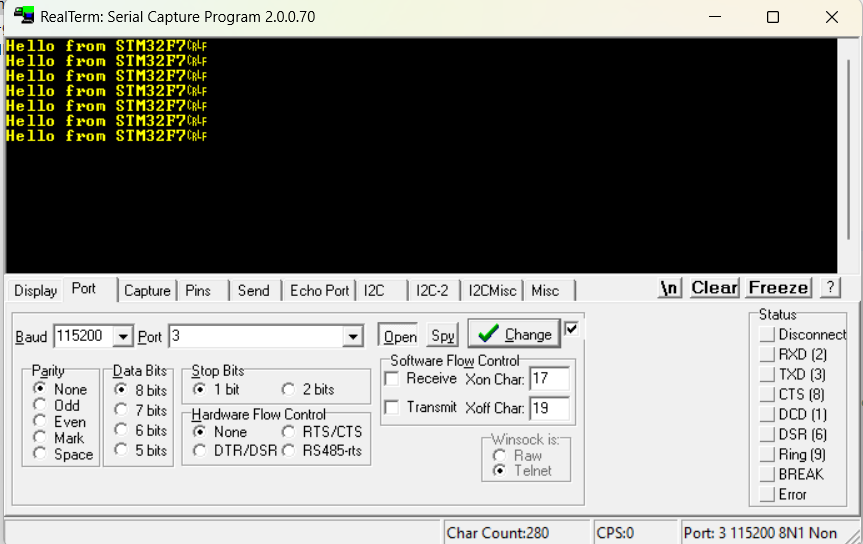 RealTerm: Serial Capture Program 2.0.0.70
Hello from STM32F7CRLF
Hello from STM32F7CRLF
Hello from STM32F7CRLF
Hello from STM32F7CRLF
Hello from STM32F7CRLF
Hello from STM32F7CRLF
Hello from STM32F7CRLF
Display Port Capture Pins Send Echo Port I2C I2C-2 I2CMisc Misc \n Clear Freeze ?
Baud 115200 Port 3 Open Spy Change
Parity
None
Odd
Even
Mark
Space
Data Bits
8 bits
7 bits
6 bits
5 bits
Stop Bits
1 bit 2 bits
Hardware Flow Control
None RTS/CTS
DTR/DSR RS485-rts
Software Flow Control
Receive Xon Char: 17
Transmit Xoff Char: 19
Winsock is:
Raw
Telnet
Status
Disconnect
RXD (2)
TXD (3)
CTS (8)
DCD (1)
DSR (6)
Ring (9)
BREAK
Error
Char Count:280 CPS:0 Port: 3 115200 8N1 Non